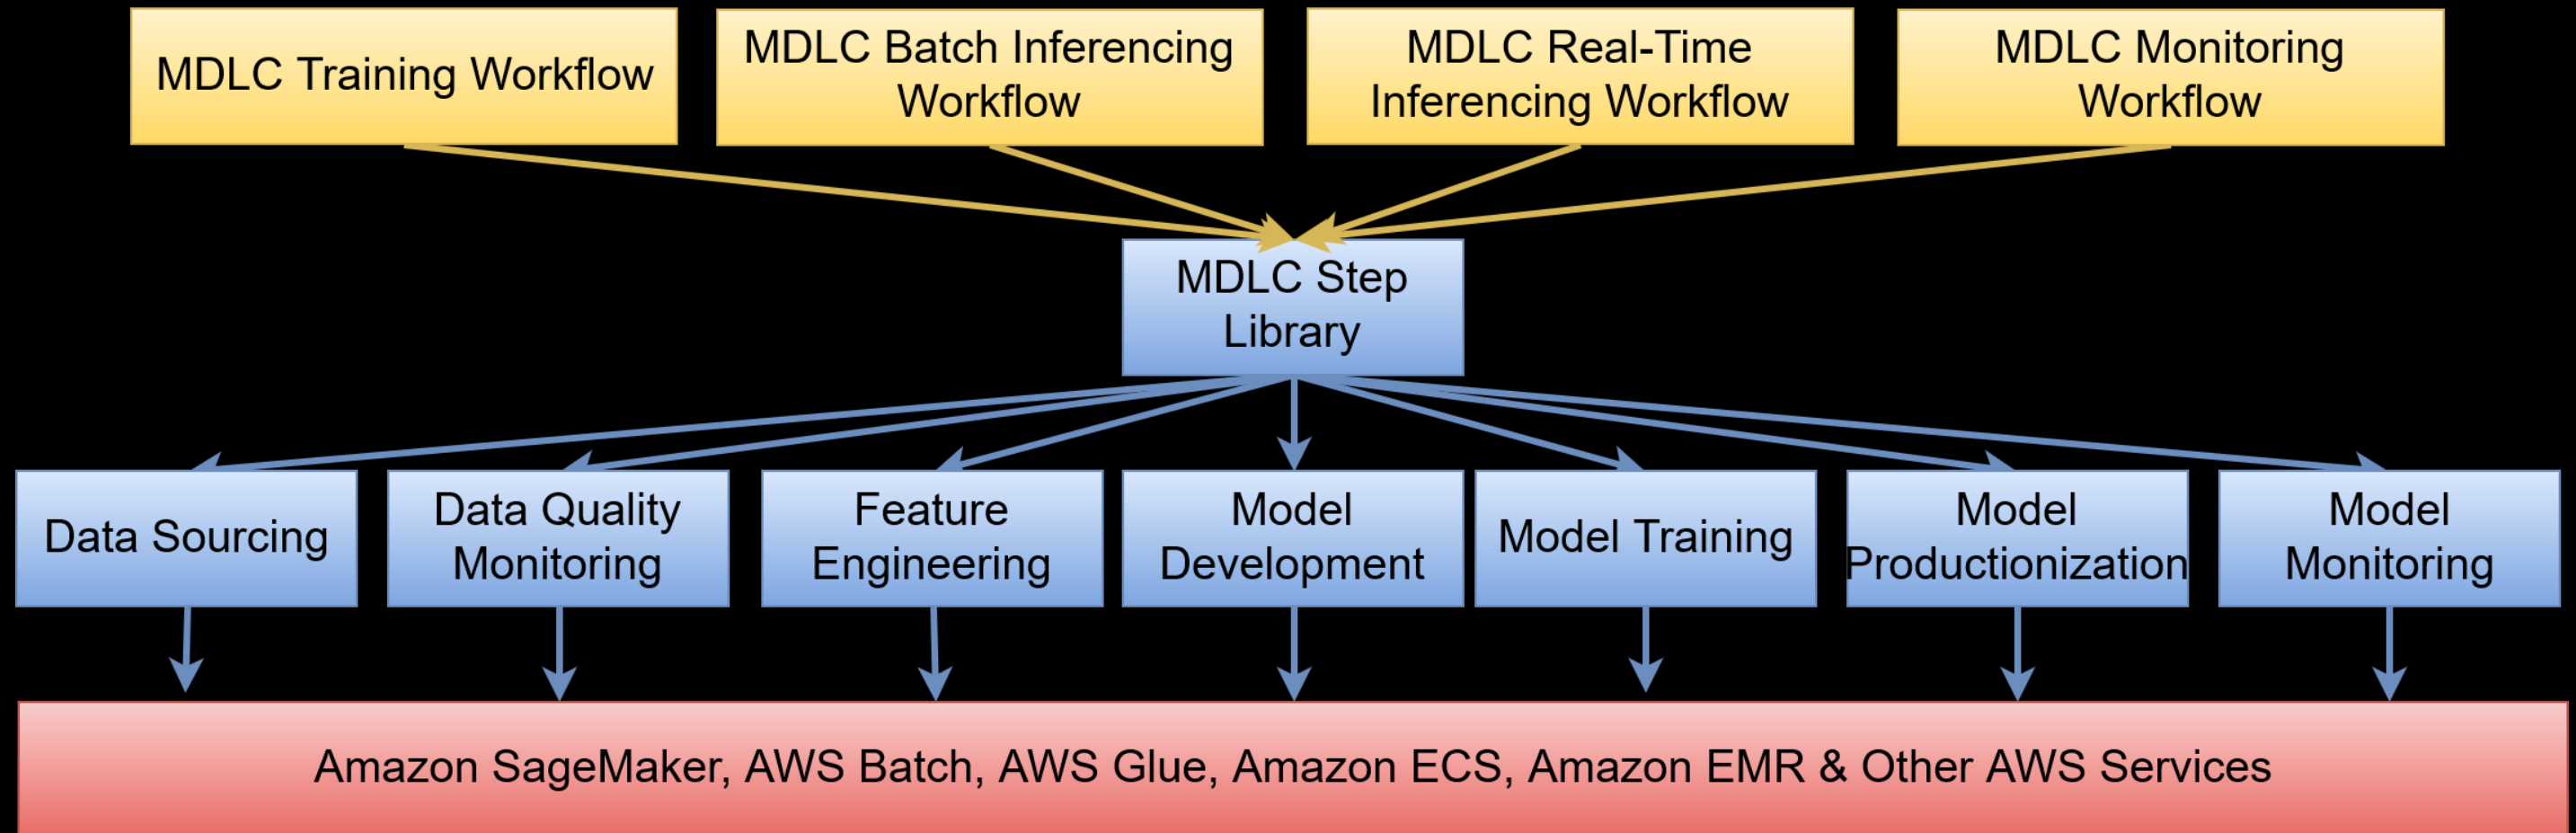 MDLC Training Workflow
MDLC Batch Inferencing
Workflow
MDLC Real-Time
Inferencing Workflow
MDLC Monitoring
Workflow
MDLC Step
Library
Data Sourcing
Data Quality
Monitoring
Feature
Engineering
Model
Development
Model Training
Model
Productionization
Model
Monitoring
Amazon SageMaker, AWS Batch, AWS Glue, Amazon ECS, Amazon EMR & Other AWS Services